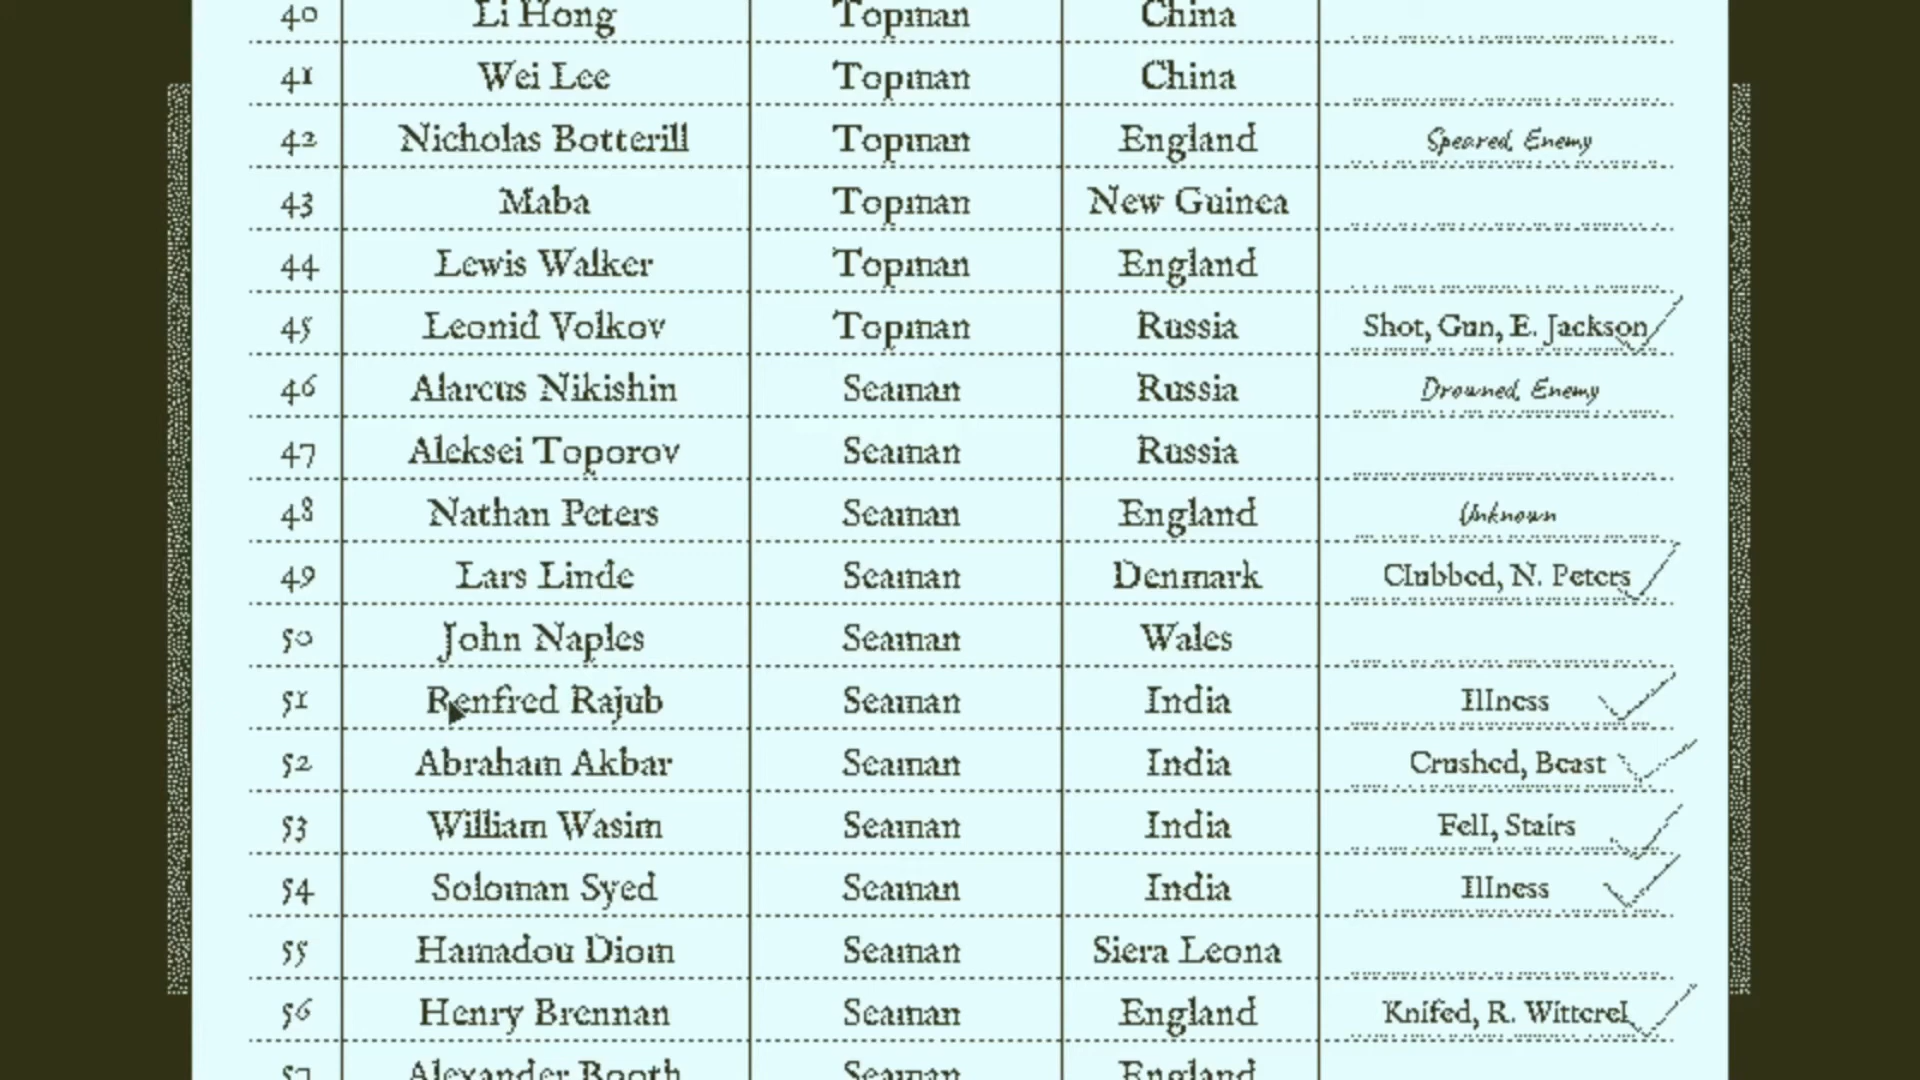 40 Li Hong Topman China
41 Wei Lee Topman China
42 Nicholas Botterill Topman England Speared, Enemy
43 Maba Topman New Guinea
44 Lewis Walker Topman England
45 Leonid Volkov Topman Russia Shot, Gun, E. Jackson
46 Alarcus Nikishin Seaman Russia Drowned, Enemy
47 Aleksei Toporov Seaman Russia
48 Nathan Peters Seaman England Unknown
49 Lars Linde Seaman Denmark Clubbed, N. Peters
50 John Naples Seaman Wales
51 Renfred Rajub Seaman India Illness
52 Abraham Akbar Seaman India Crushed, Beast
53 William Wasim Seaman India Fell, Stairs
54 Soloman Syed Seaman India Illness
55 Hamadou Diom Seaman Siera Leona
56 Henry Brennan Seaman England Knifed, R. Witterel
57 Alexander Booth Seaman England